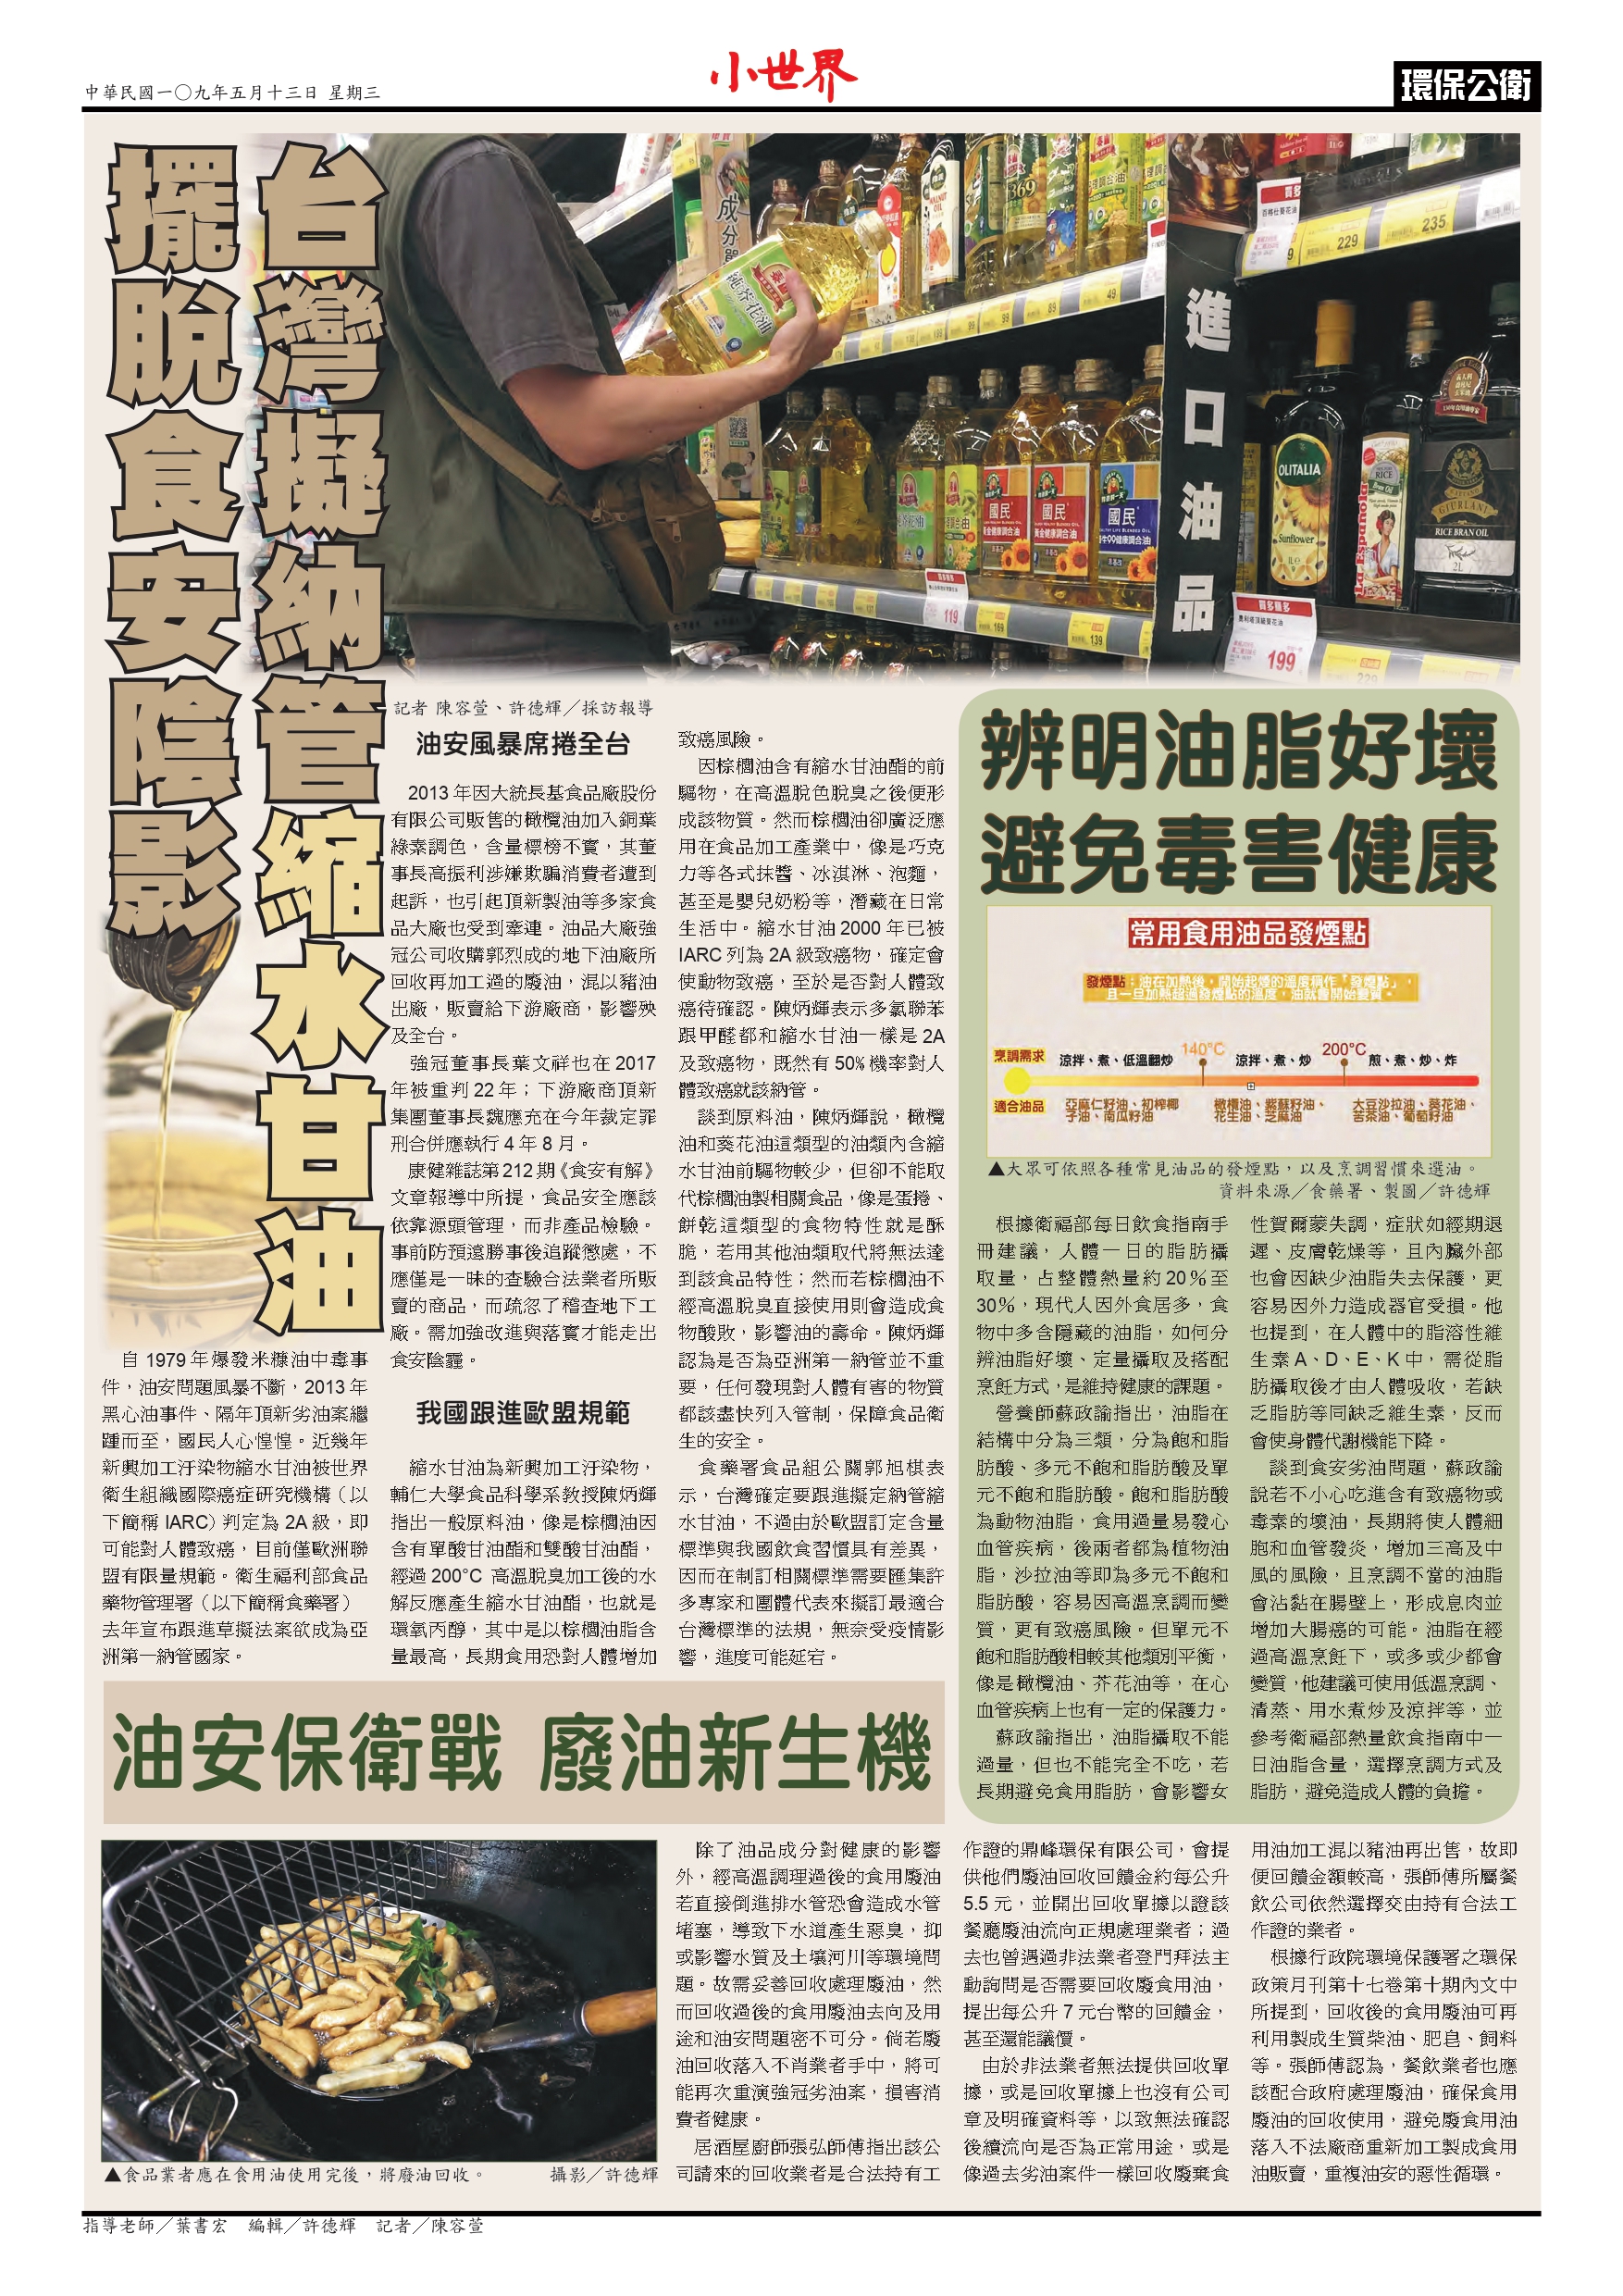 中華民國一〇九年五月十三日 星期三
小世界
環保公衛
台灣擬納管縮水甘油
擺脫食安陰影
成分單
泰山
純芥花油
369
WALNUT OIL
229
235
9
49
89
99
進口油品
OLITALIA
Sunflower
1L
RICE
La Española
GIURLANI
RICE BRAN OIL
2L
國民
黃金健康調合油
國民
黃金健康調合油
國民
119
169
139
買多種多
199
229
記者 陳容萱、許德輝／採訪報導
自 1979 年爆發米糠油中毒事
件，油安問題風暴不斷，2013 年
黑心油事件、隔年頂新劣油案繼
踵而至，國民人心惶惶。近幾年
新興加工汙染物縮水甘油被世界
衛生組織國際癌症研究機構（以
下簡稱 IARC）判定為 2A 級，即
可能對人體致癌，目前僅歐洲聯
盟有限量規範。衛生福利部食品
藥物管理署（以下簡稱食藥署）
去年宣布跟進草擬法案欲成為亞
洲第一納管國家。
油安風暴席捲全台
2013 年因大統長基食品廠股份
有限公司販售的橄欖油加入銅葉
綠素調色，含量標榜不實，其董
事長高振利涉嫌欺騙消費者遭到
起訴，也引起頂新製油等多家食
品大廠也受到牽連。油品大廠強
冠公司收購郭烈成的地下油廠所
回收再加工過的廢油，混以豬油
出廠，販賣給下游廠商，影響殃
及全台。
強冠董事長葉文祥也在 2017
年被重判 22 年；下游廠商頂新
集團董事長魏應充在今年裁定罪
刑合併應執行 4 年 8 月。
康健雜誌第 212 期《食安有解》
文章報導中所提，食品安全應該
依靠源頭管理，而非產品檢驗。
事前防預遠勝事後追蹤懲處，不
應僅是一昧的查驗合法業者所販
賣的商品，而疏忽了稽查地下工
廠。需加強改進與落實才能走出
食安陰霾。
我國跟進歐盟規範
縮水甘油為新興加工汙染物，
輔仁大學食品科學系教授陳炳輝
指出一般原料油，像是棕櫚油因
含有單酸甘油酯和雙酸甘油酯，
經過 200°C 高溫脫臭加工後的水
解反應產生縮水甘油酯，也就是
環氧丙醇，其中是以棕櫚油脂含
量最高，長期食用恐對人體增加
致癌風險。
因棕櫚油含有縮水甘油酯的前
驅物，在高溫脫色脫臭之後便形
成該物質。然而棕櫚油卻廣泛應
用在食品加工產業中，像是巧克
力等各式抹醬、冰淇淋、泡麵，
甚至是嬰兒奶粉等，潛藏在日常
生活中。縮水甘油 2000 年已被
IARC 列為 2A 級致癌物，確定會
使動物致癌，至於是否對人體致
癌待確認。陳炳輝表示多氯聯苯
跟甲醛都和縮水甘油一樣是 2A
及致癌物，既然有 50% 機率對人
體致癌就該納管。
談到原料油，陳炳輝說，橄欖
油和葵花油這類型的油類內含縮
水甘油前驅物較少，但卻不能取
代棕櫚油製相關食品，像是蛋捲、
餅乾這類型的食物特性就是酥
脆，若用其他油類取代將無法達
到該食品特性；然而若棕櫚油不
經高溫脫臭直接使用則會造成食
物酸敗，影響油的壽命。陳炳輝
認為是否為亞洲第一納管並不重
要，任何發現對人體有害的物質
都該盡快列入管制，保障食品衛
生的安全。
食藥署食品組公關郭旭棋表
示，台灣確定要跟進擬定納管縮
水甘油，不過由於歐盟訂定含量
標準與我國飲食習慣具有差異，
因而在制訂相關標準需要匯集許
多專家和團體代表來擬訂最適合
台灣標準的法規，無奈受疫情影
響，進度可能延宕。
辨明油脂好壞
避免毒害健康
常用食用油品發煙點
發煙點：油在加熱後，開始起煙的溫度稱作「發煙點」，
且一旦加熱超過發煙點的溫度，油就會開始變質。
烹調需求
涼拌、煮、低溫翻炒
140°C
涼拌、煮、炒
200°C
煎、煮、炒、炸
適合油品
亞麻仁籽油、初榨椰
子油、南瓜籽油
橄欖油、紫蘇籽油、
花生油、芝麻油
大豆沙拉油、葵花油、
苦茶油、葡萄籽油
▲大眾可依照各種常見油品的發煙點，以及烹調習慣來選油。
資料來源／食藥署、製圖／許德輝
根據衛福部每日飲食指南手
冊建議，人體一日的脂肪攝
取量，占整體熱量約 20％至
30%，現代人因外食居多，食
物中多含隱藏的油脂，如何分
辨油脂好壞、定量攝取及搭配
烹飪方式，是維持健康的課題。
營養師蘇政諭指出，油脂在
結構中分為三類，分為飽和脂
肪酸、多元不飽和脂肪酸及單
元不飽和脂肪酸。飽和脂肪酸
為動物油脂，食用過量易發心
血管疾病，後兩者都為植物油
脂，沙拉油等即為多元不飽和
脂肪酸，容易因高溫烹調而變
質，更有致癌風險。但單元不
飽和脂肪酸相較其他類別平衡，
像是橄欖油、芥花油等，在心
血管疾病上也有一定的保護力。
蘇政諭指出，油脂攝取不能
過量，但也不能完全不吃，若
長期避免食用脂肪，會影響女
性賀爾蒙失調，症狀如經期退
遲、皮膚乾燥等，且內臟外部
也會因缺少油脂失去保護，更
容易因外力造成器官受損。他
也提到，在人體中的脂溶性維
生素 A、D、E、K 中，需從脂
肪攝取後才由人體吸收，若缺
乏脂肪等同缺乏維生素，反而
會使身體代謝機能下降。
談到食安劣油問題，蘇政諭
說若不小心吃進含有致癌物或
毒素的壞油，長期將使人體細
胞和血管發炎，增加三高及中
風的風險，且烹調不當的油脂
會沾黏在腸壁上，形成息肉並
增加大腸癌的可能。油脂在經
過高溫烹飪下，或多或少都會
變質，他建議可使用低溫烹調、
清蒸、用水煮炒及涼拌等，並
參考衛福部熱量飲食指南中一
日油脂含量，選擇烹調方式及
脂肪，避免造成人體的負擔。
油安保衛戰 廢油新生機
▲食品業者應在食用油使用完後，將廢油回收。 攝影／許德輝
除了油品成分對健康的影響
外，經高溫調理過後的食用廢油
若直接倒進排水管恐會造成水管
堵塞，導致下水道產生惡臭，抑
或影響水質及土壤河川等環境問
題。故需妥善回收處理廢油，然
而回收過後的食用廢油去向及用
途和油安問題密不可分。倘若廢
油回收落入不肖業者手中，將可
能再次重演強冠劣油案，損害消
費者健康。
居酒屋廚師張弘師傅指出該公
司請來的回收業者是合法持有工
作證的鼎峰環保有限公司，會提
供他們廢油回收回饋金約每公升
5.5 元，並開出回收單據以證該
餐廳廢油流向正規處理業者；過
去也曾遇過非法業者登門拜法主
動詢問是否需要回收廢食用油，
提出每公升 7 元台幣的回饋金，
甚至還能議價。
由於非法業者無法提供回收單
據，或是回收單據上也沒有公司
章及明確資料等，以致無法確認
後續流向是否為正常用途，或是
像過去劣油案件一樣回收廢棄食
用油加工混以豬油再出售，故即
便回饋金額較高，張師傅所屬餐
飲公司依然選擇交由持有合法工
作證的業者。
根據行政院環境保護署之環保
政策月刊第十七卷第十期內文中
所提到，回收後的食用廢油可再
利用製成生質柴油、肥皂、飼料
等。張師傅認為，餐飲業者也應
該配合政府處理廢油，確保食用
廢油的回收使用，避免廢食用油
落入不法廠商重新加工製成食用
油販賣，重複油安的惡性循環。
指導老師／葉書宏 編輯／許德輝 記者／陳容萱